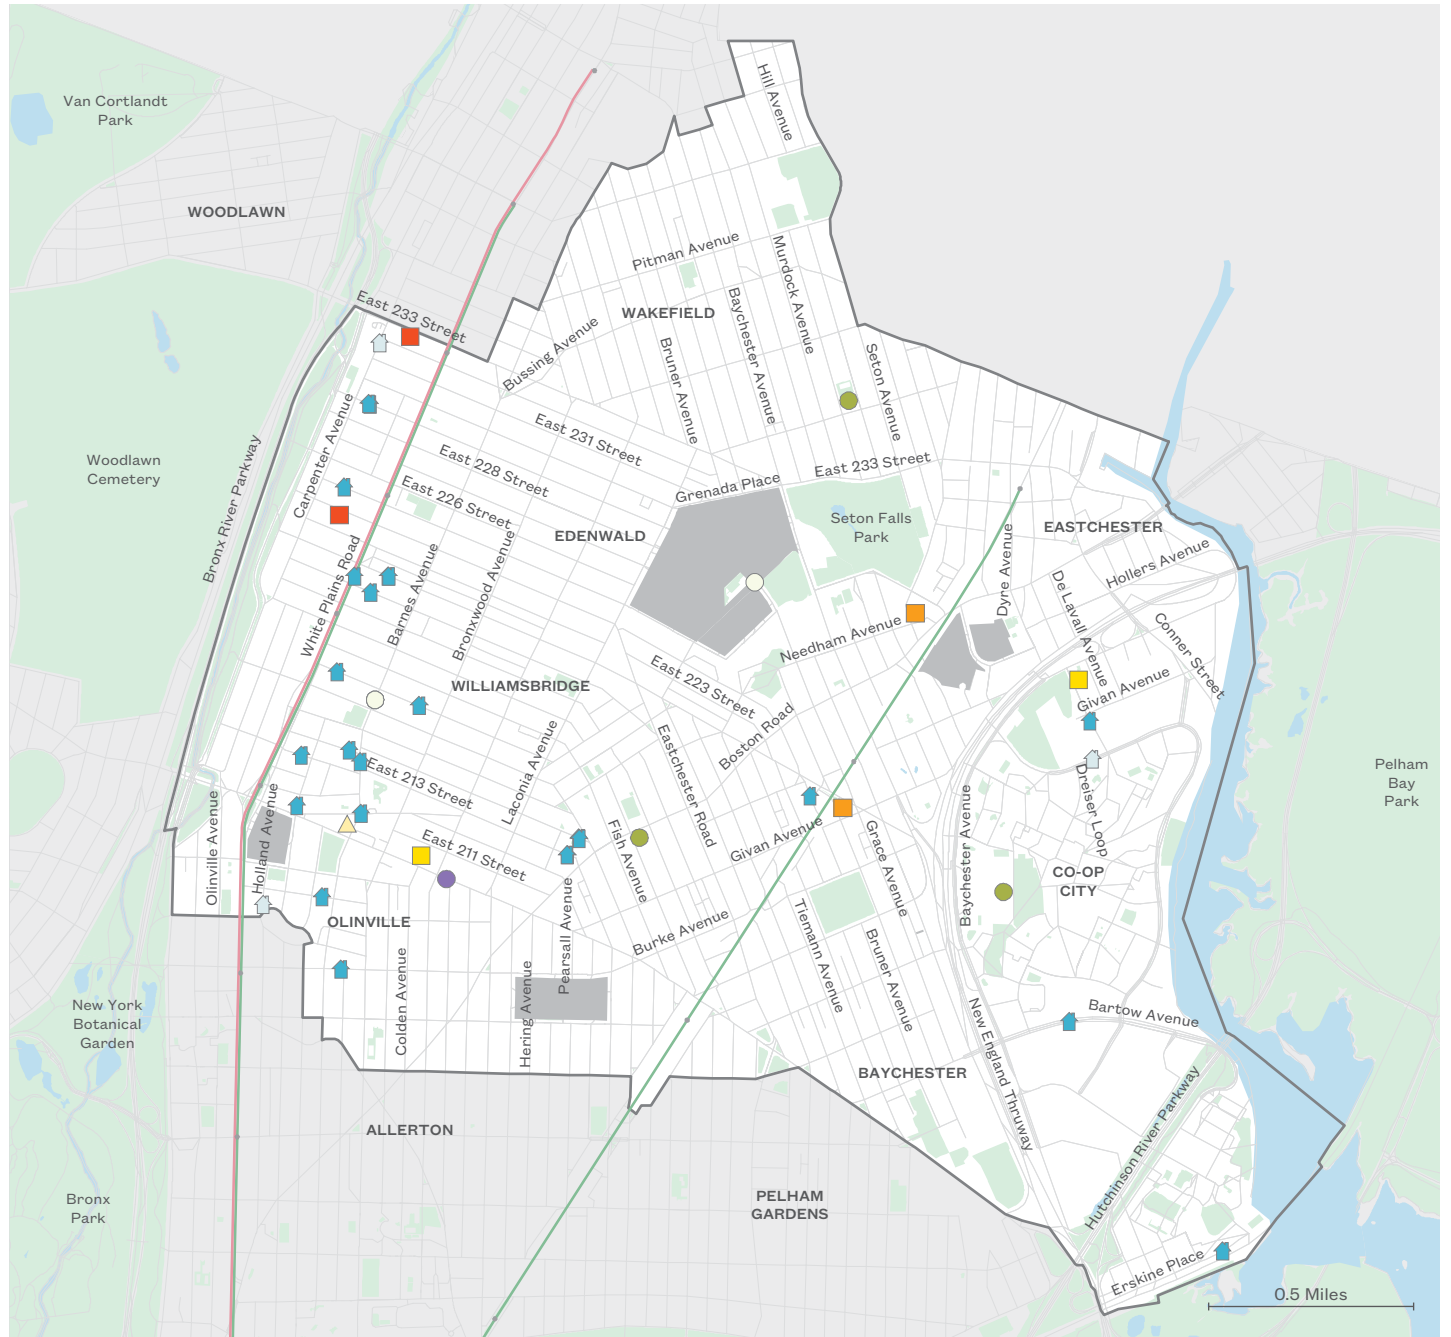 Hill Avenue
Van Cortlandt
Park
WOODLAWN
Pitman Avenue
Murdock Avenue
East 233 Street
WAKEFIELD
Baychester Avenue
Bussing Avenue
Bruner Avenue
Seton Avenue
Carpenter Avenue
East 231 Street
Bronx River Parkway
Woodlawn
Cemetery
East 228 Street
East 233 Street
Grenada Place
East 226 Street
Seton Falls
Park
EDENWALD
EASTCHESTER
Dyre Avenue
Hollers Avenue
White Plains Road
Barnes Avenue
Bronxwood Avenue
De Lavall Avenue
Conner Street
Needham Avenue
East 223 Street
WILLIAMSBRIDGE
Givan Avenue
Boston Road
Eastchester Road
Laconia Avenue
Pelham
Bay
Park
East 213 Street
Dreiser Loop
Olinville Avenue
Holland Avenue
East 211 Street
Fish Avenue
Givan Avenue
Grace Avenue
Baychester Avenue
CO-OP
CITY
OLINVILLE
Pearsall Avenue
Burke Avenue
Tiemann Avenue
Bruner Avenue
Colden Avenue
Hering Avenue
New York
Botanical
Garden
Bartow Avenue
New England Thruway
BAYCHESTER
ALLERTON
Hutchinson River Parkway
PELHAM
GARDENS
Bronx
Park
Erskine Place
0.5 Miles